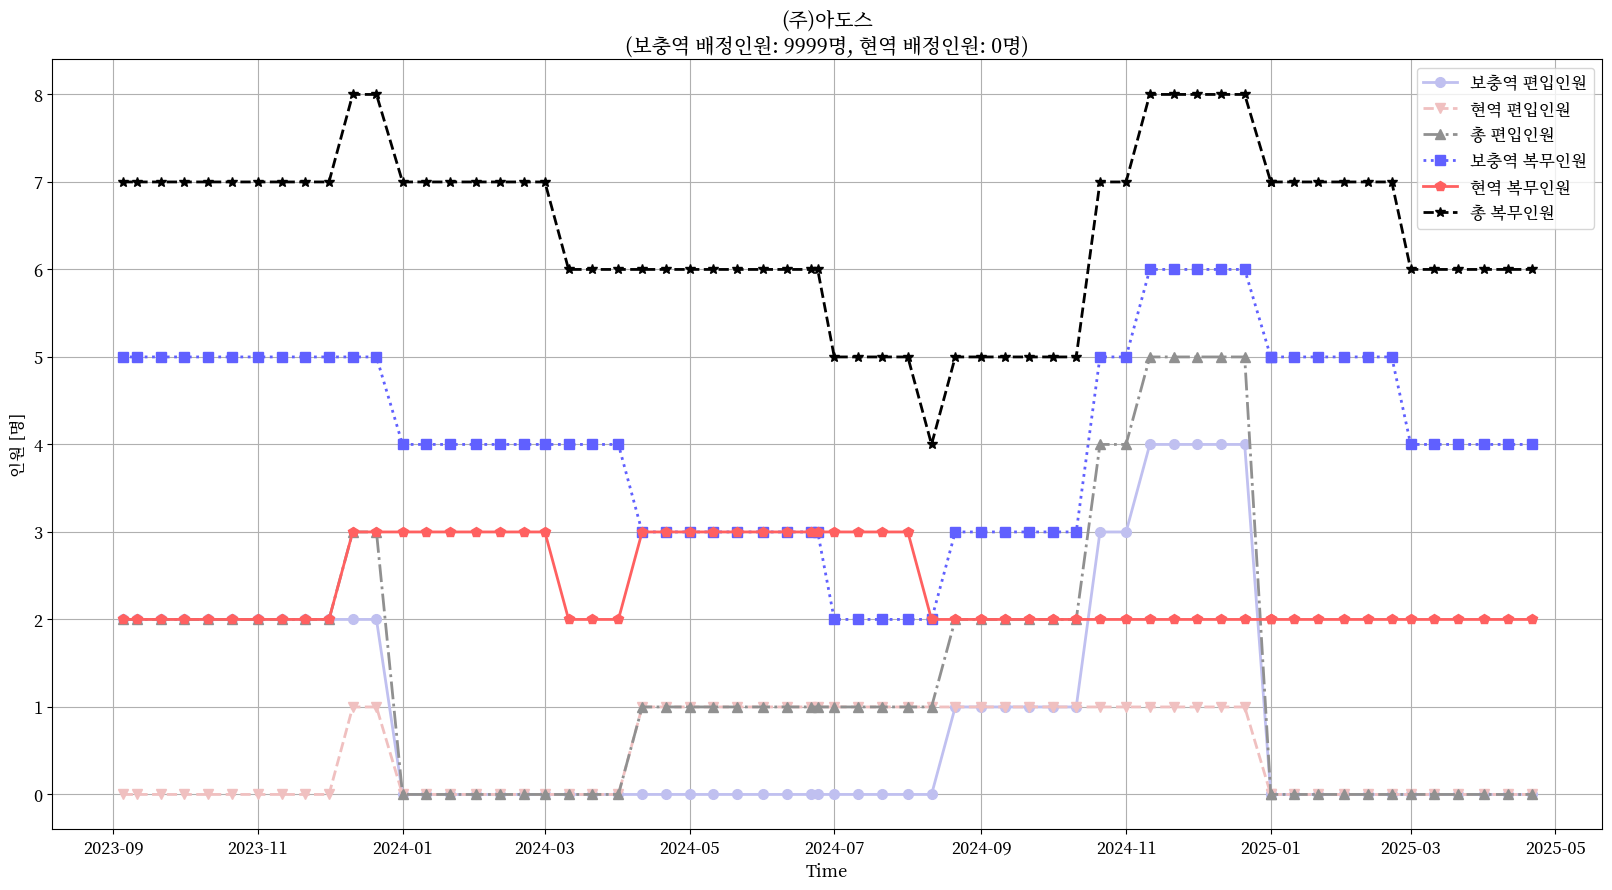 (주)아도스
(보충역 배정인원: 9999명, 현역 배정인원: 0명)
보충역 편입인원
현역 편입인원
총 편입인원
보충역 복무인원
현역 복무인원
총 복무인원
인원 [명]
8
7
6
5
4
3
2
1
0
2023-09 2023-11 2024-01 2024-03 2024-05 2024-07 2024-09 2024-11 2025-01 2025-03 2025-05
Time